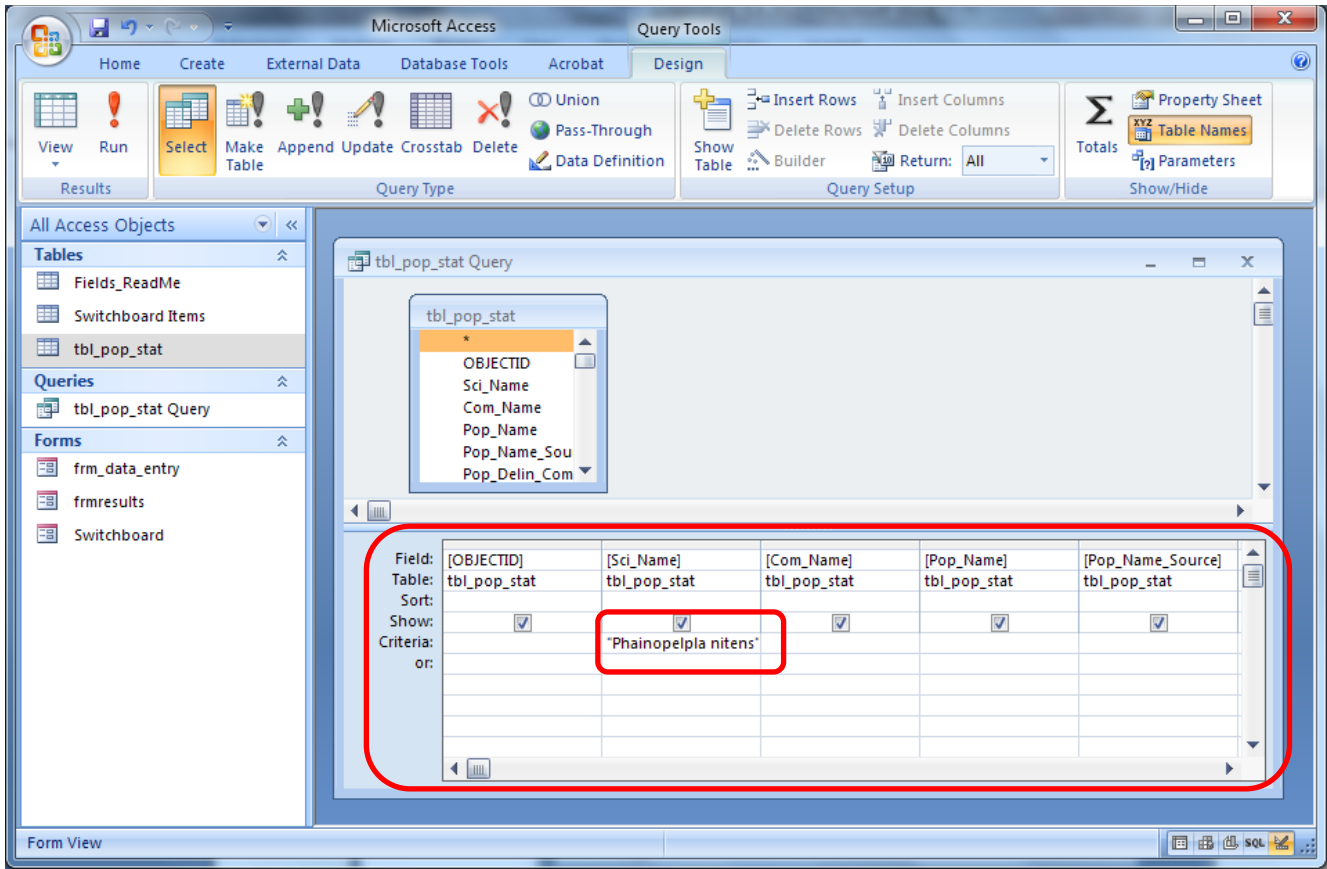 Microsoft Access
Query Tools
Home Create External Data Database Tools Acrobat Design
View
Run
Select
Make Table
Append
Update
Crosstab
Delete
Union
Pass-Through
Data Definition
Show Table
Insert Rows
Delete Rows
Builder
Insert Columns
Delete Columns
Return: All
Σ
Totals
Property Sheet
XYZ Table Names
[?] Parameters
Results
Query Type
Query Setup
Show/Hide
All Access Objects
Tables
Fields_ReadMe
Switchboard Items
tbl_pop_stat
Queries
tbl_pop_stat Query
Forms
frm_data_entry
frmresults
Switchboard
tbl_pop_stat Query
tbl_pop_stat
*
OBJECTID
Sci_Name
Com_Name
Pop_Name
Pop_Name_Sou
Pop_Delin_Com
Field: [OBJECTID] [Sci_Name] [Com_Name] [Pop_Name] [Pop_Name_Source]
Table: tbl_pop_stat tbl_pop_stat tbl_pop_stat tbl_pop_stat tbl_pop_stat
Sort:
Show:
Criteria: "Phainopelpla nitens"
or:
Form View
SQL